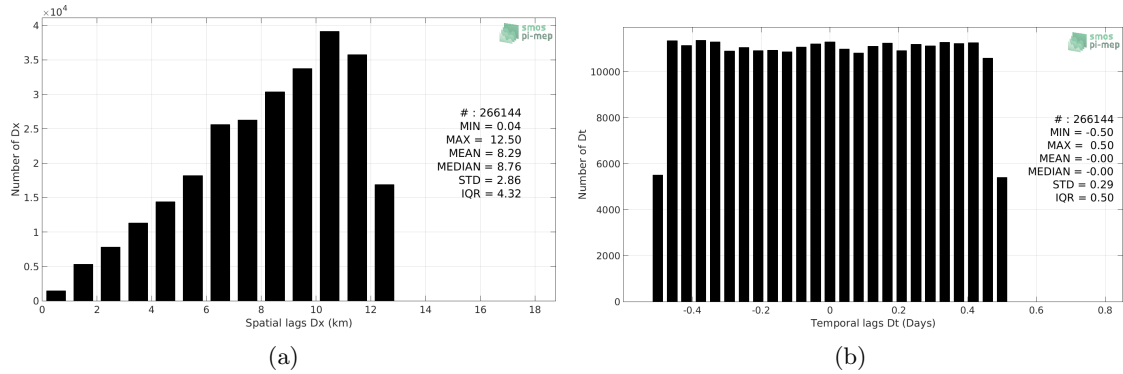 ×10⁴
4
3.5
3
2.5
2
1.5
1
0.5
0
0 2 4 6 8 10 12 14 16 18
Number of Dx
Spatial lags Dx (km)
smos
pi-mep
# : 266144
MIN = 0.04
MAX = 12.50
MEAN = 8.29
MEDIAN = 8.76
STD = 2.86
IQR = 4.32
(a)
10000
8000
6000
4000
2000
0
-0.4 -0.2 0 0.2 0.4 0.6 0.8
Number of Dt
Temporal lags Dt (Days)
smos
pi-mep
# : 266144
MIN = -0.50
MAX = 0.50
MEAN = -0.00
MEDIAN = -0.00
STD = 0.29
IQR = 0.50
(b)